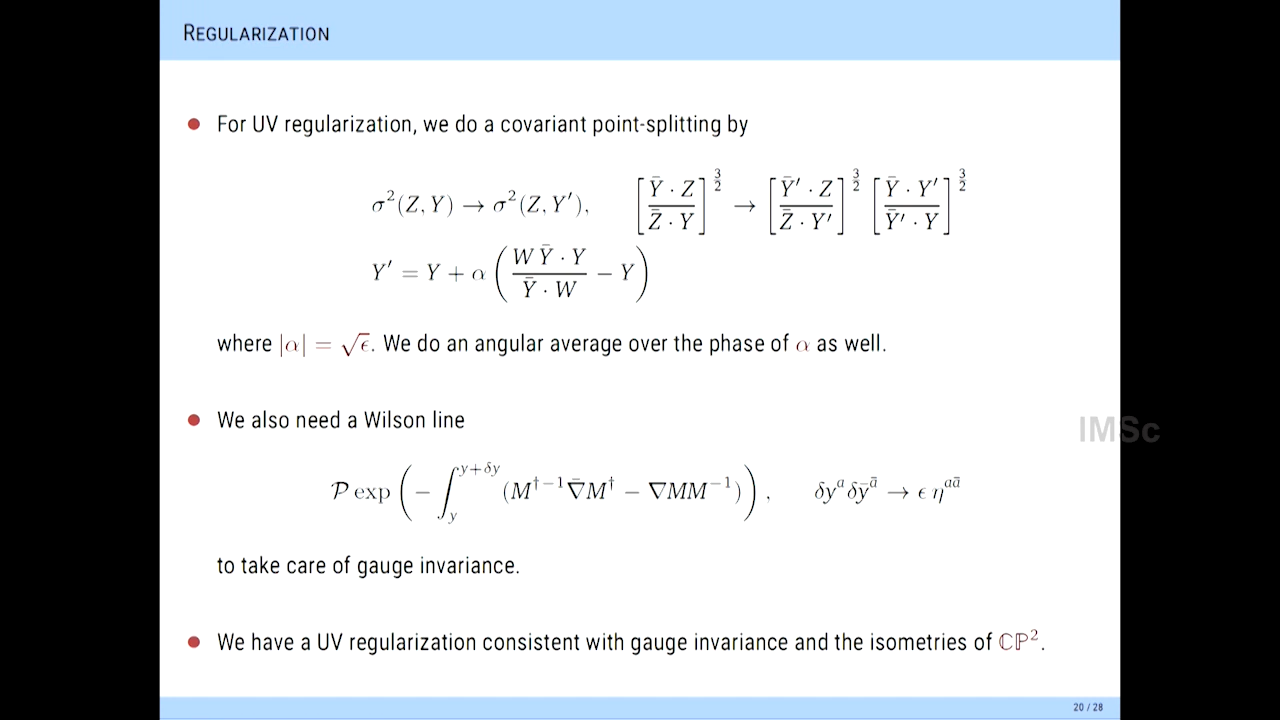 REGULARIZATION
For UV regularization, we do a covariant point-splitting by
σ²(Z, Y) → σ²(Z, Y′), [Ȳ · Z / Z̄ · Y]^{3/2} → [Ȳ′ · Z / Z̄ · Y′]^{3/2} [Ȳ · Y′ / Ȳ′ · Y]^{3/2}
Y′ = Y + α (W Ȳ · Y / Ȳ · W − Y)
where |α| = √ϵ. We do an angular average over the phase of α as well.
We also need a Wilson line
IMSc
𝒫 exp (− ∫_y^{y+δy} (M^{†−1} ∇̄M^† − ∇MM^{−1})), δy^a δȳ^ā → ϵ η^{aā}
to take care of gauge invariance.
We have a UV regularization consistent with gauge invariance and the isometries of ℂℙ².
20 / 28